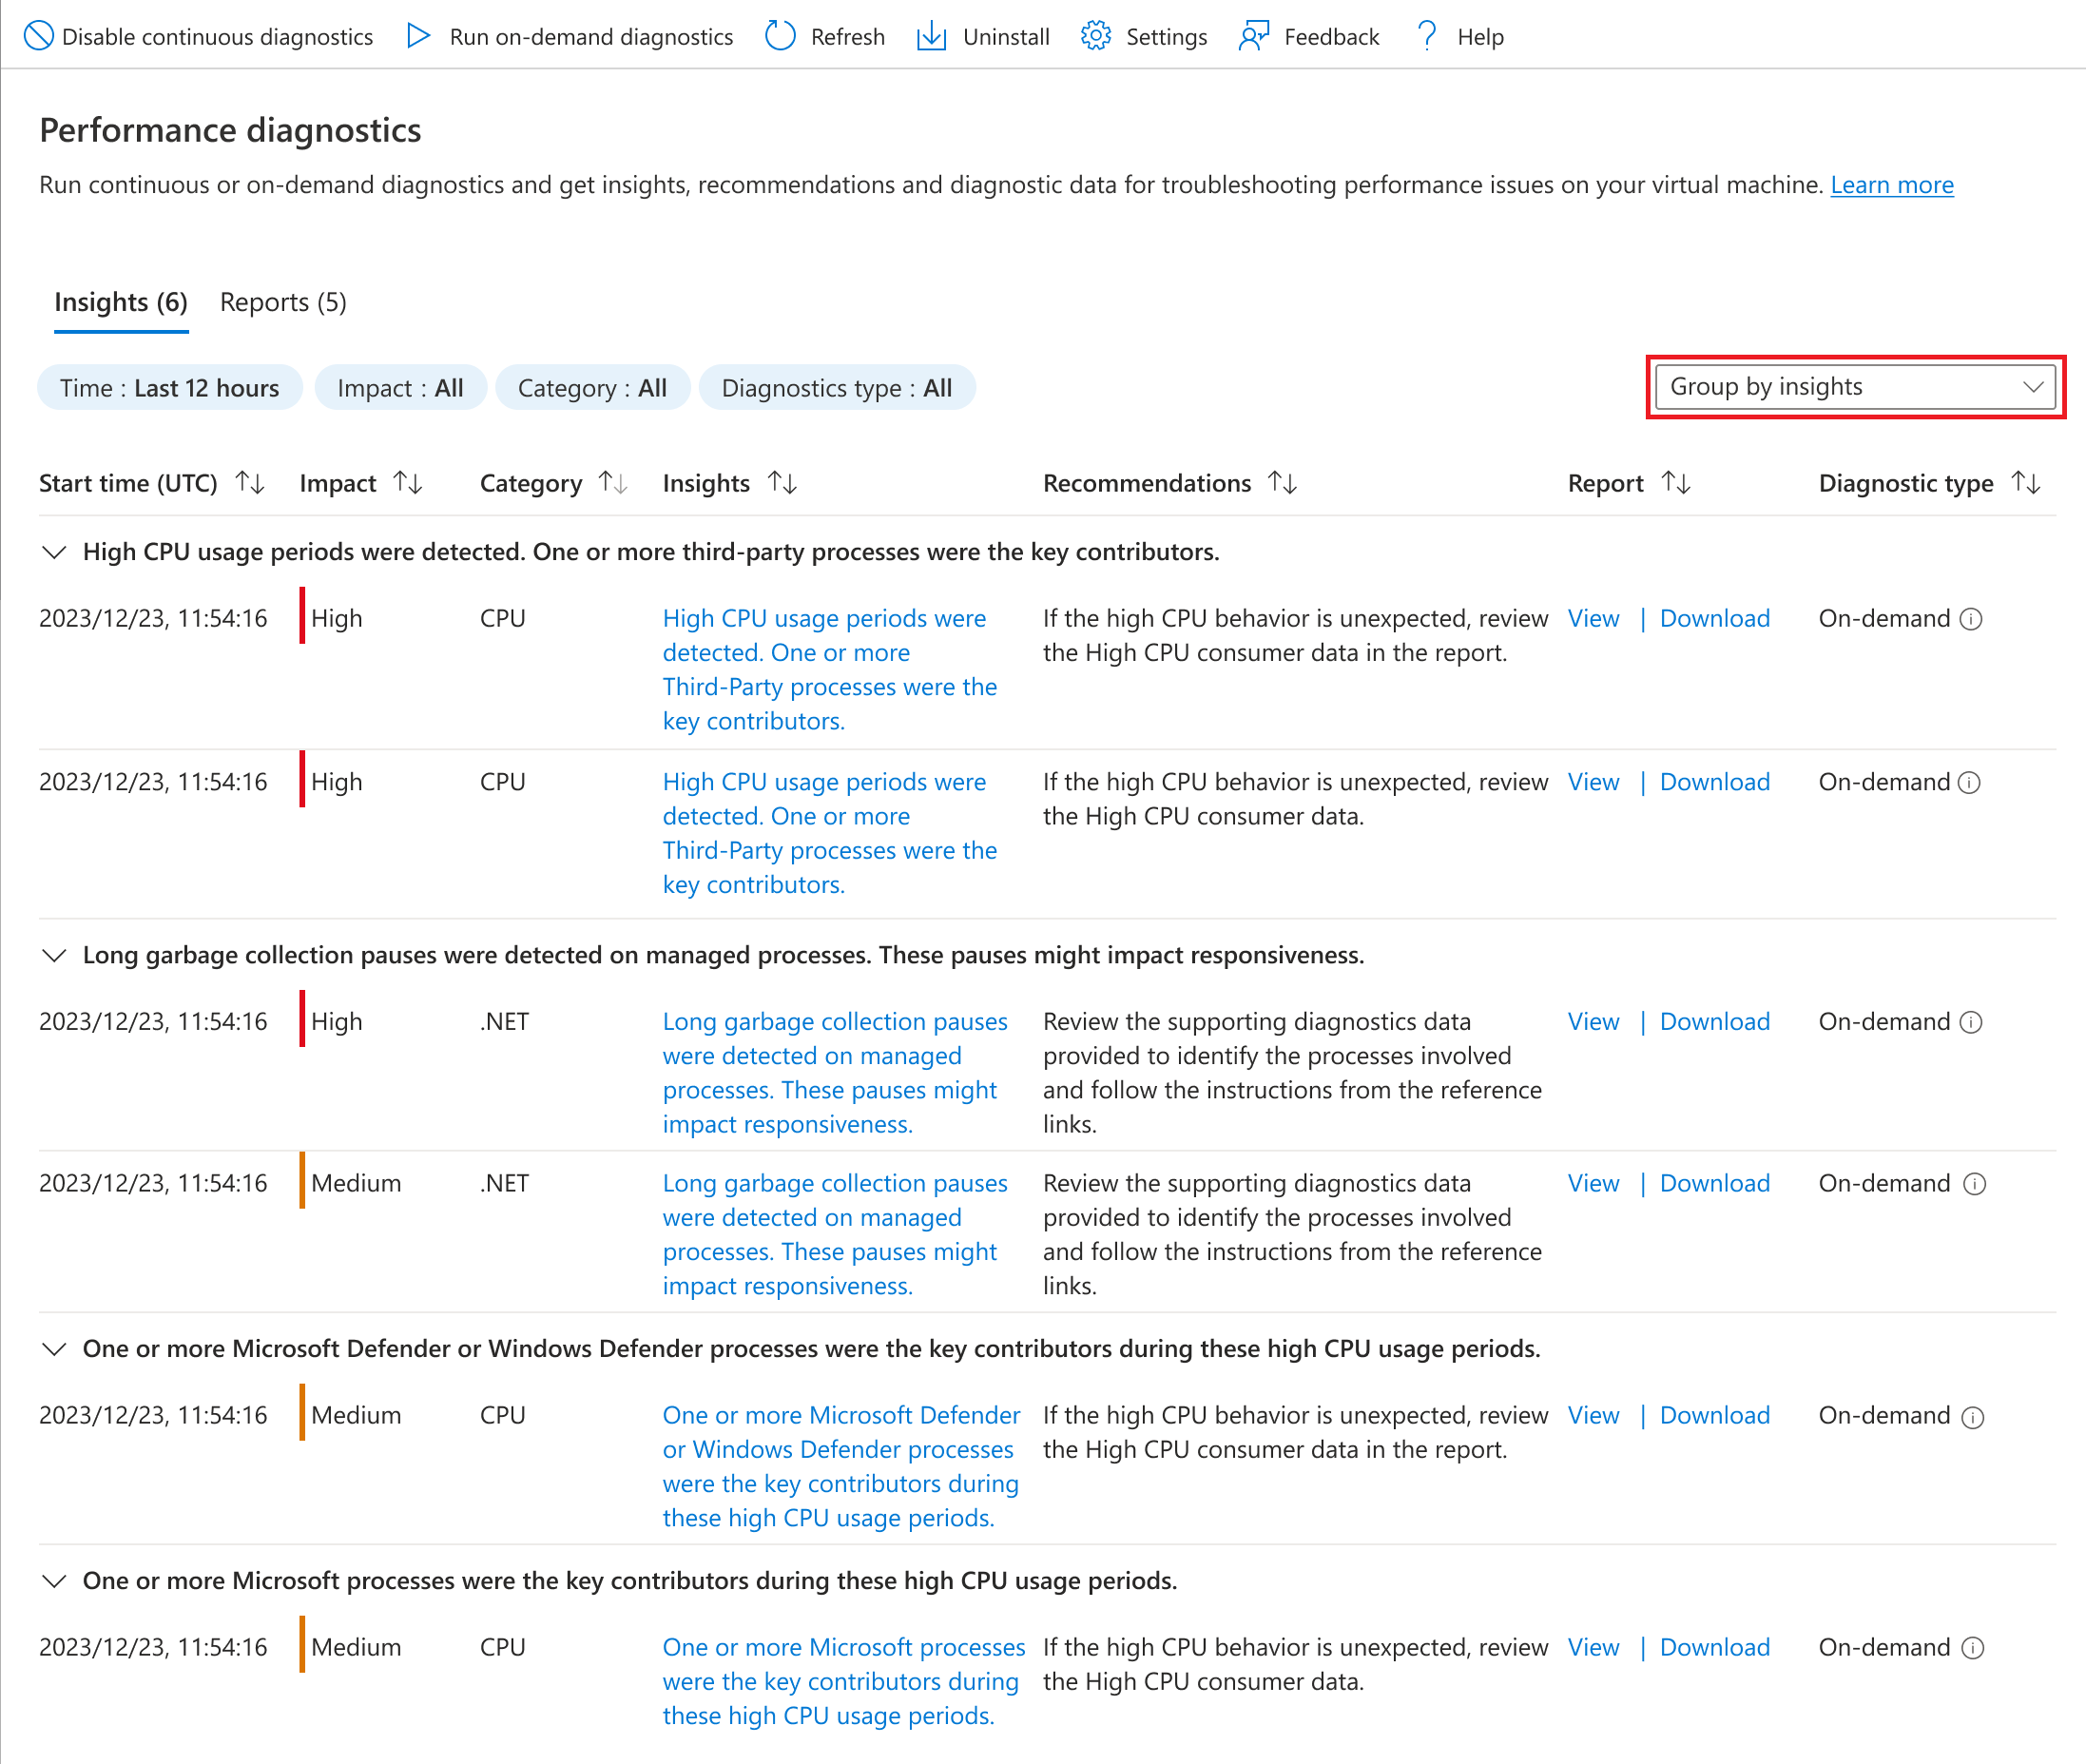 Disable continuous diagnostics Run on-demand diagnostics Refresh Uninstall Settings Feedback Help
Performance diagnostics
Run continuous or on-demand diagnostics and get insights, recommendations and diagnostic data for troubleshooting performance issues on your virtual machine. Learn more
Insights (6) Reports (5)
Time : Last 12 hours Impact : All Category : All Diagnostics type : All Group by insights
Start time (UTC) Impact Category Insights Recommendations Report Diagnostic type
High CPU usage periods were detected. One or more third-party processes were the key contributors.
2023/12/23, 11:54:16 High CPU High CPU usage periods were If the high CPU behavior is unexpected, review View | Download On-demand
detected. One or more the High CPU consumer data in the report.
Third-Party processes were the
key contributors.
2023/12/23, 11:54:16 High CPU High CPU usage periods were If the high CPU behavior is unexpected, review View | Download On-demand
detected. One or more the High CPU consumer data.
Third-Party processes were the
key contributors.
Long garbage collection pauses were detected on managed processes. These pauses might impact responsiveness.
2023/12/23, 11:54:16 High .NET Long garbage collection pauses Review the supporting diagnostics data View | Download On-demand
were detected on managed provided to identify the processes involved
processes. These pauses might and follow the instructions from the reference
impact responsiveness. links.
2023/12/23, 11:54:16 Medium .NET Long garbage collection pauses Review the supporting diagnostics data View | Download On-demand
were detected on managed provided to identify the processes involved
processes. These pauses might and follow the instructions from the reference
impact responsiveness. links.
One or more Microsoft Defender or Windows Defender processes were the key contributors during these high CPU usage periods.
2023/12/23, 11:54:16 Medium CPU One or more Microsoft Defender If the high CPU behavior is unexpected, review View | Download On-demand
or Windows Defender processes the High CPU consumer data in the report.
were the key contributors during
these high CPU usage periods.
One or more Microsoft processes were the key contributors during these high CPU usage periods.
2023/12/23, 11:54:16 Medium CPU One or more Microsoft processes If the high CPU behavior is unexpected, review View | Download On-demand
were the key contributors during the High CPU consumer data.
these high CPU usage periods.